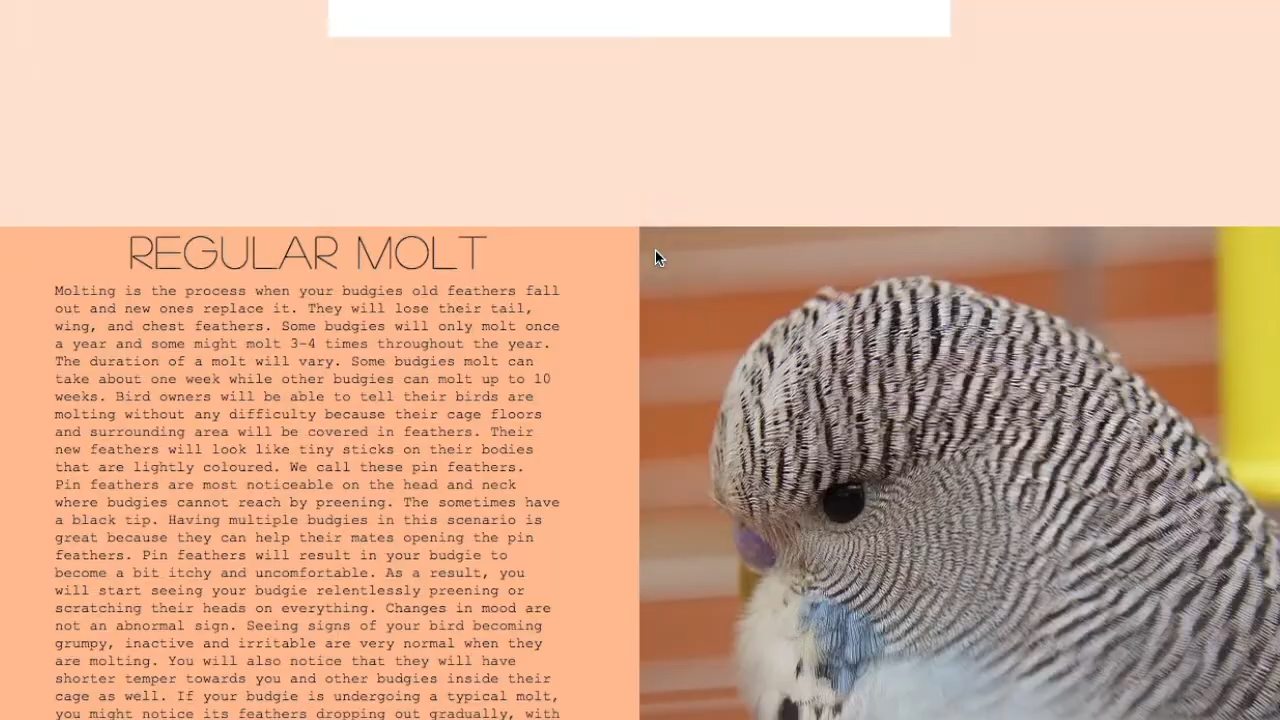 REGULAR MOLT
Molting is the process when your budgies old feathers fall
out and new ones replace it. They will lose their tail,
wing, and chest feathers. Some budgies will only molt once
a year and some might molt 3-4 times throughout the year.
The duration of a molt will vary. Some budgies molt can
take about one week while other budgies can molt up to 10
weeks. Bird owners will be able to tell their birds are
molting without any difficulty because their cage floors
and surrounding area will be covered in feathers. Their
new feathers will look like tiny sticks on their bodies
that are lightly coloured. We call these pin feathers.
Pin feathers are most noticeable on the head and neck
where budgies cannot reach by preening. The sometimes have
a black tip. Having multiple budgies in this scenario is
great because they can help their mates opening the pin
feathers. Pin feathers will result in your budgie to
become a bit itchy and uncomfortable. As a result, you
will start seeing your budgie relentlessly preening or
scratching their heads on everything. Changes in mood are
not an abnormal sign. Seeing signs of your bird becoming
grumpy, inactive and irritable are very normal when they
are molting. You will also notice that they will have
shorter temper towards you and other budgies inside their
cage as well. If your budgie is undergoing a typical molt,
you might notice its feathers dropping out gradually, with